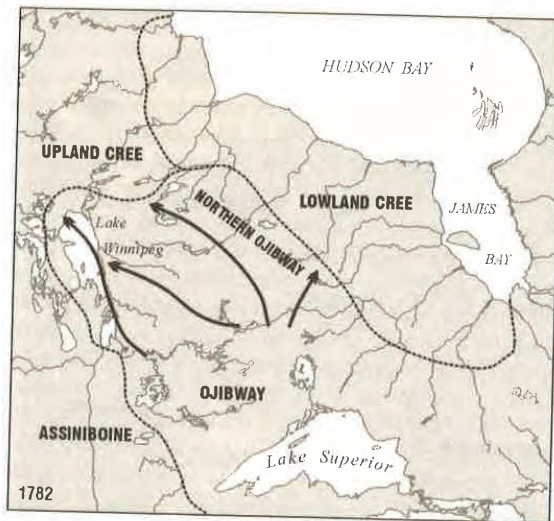 HUDSON BAY
UPLAND CREE
LOWLAND CREE
NORTHERN OJIBWAY
JAMES
BAY
Lake
Winnipeg
OJIBWAY
ASSINIBOINE
Lake Superior
1782